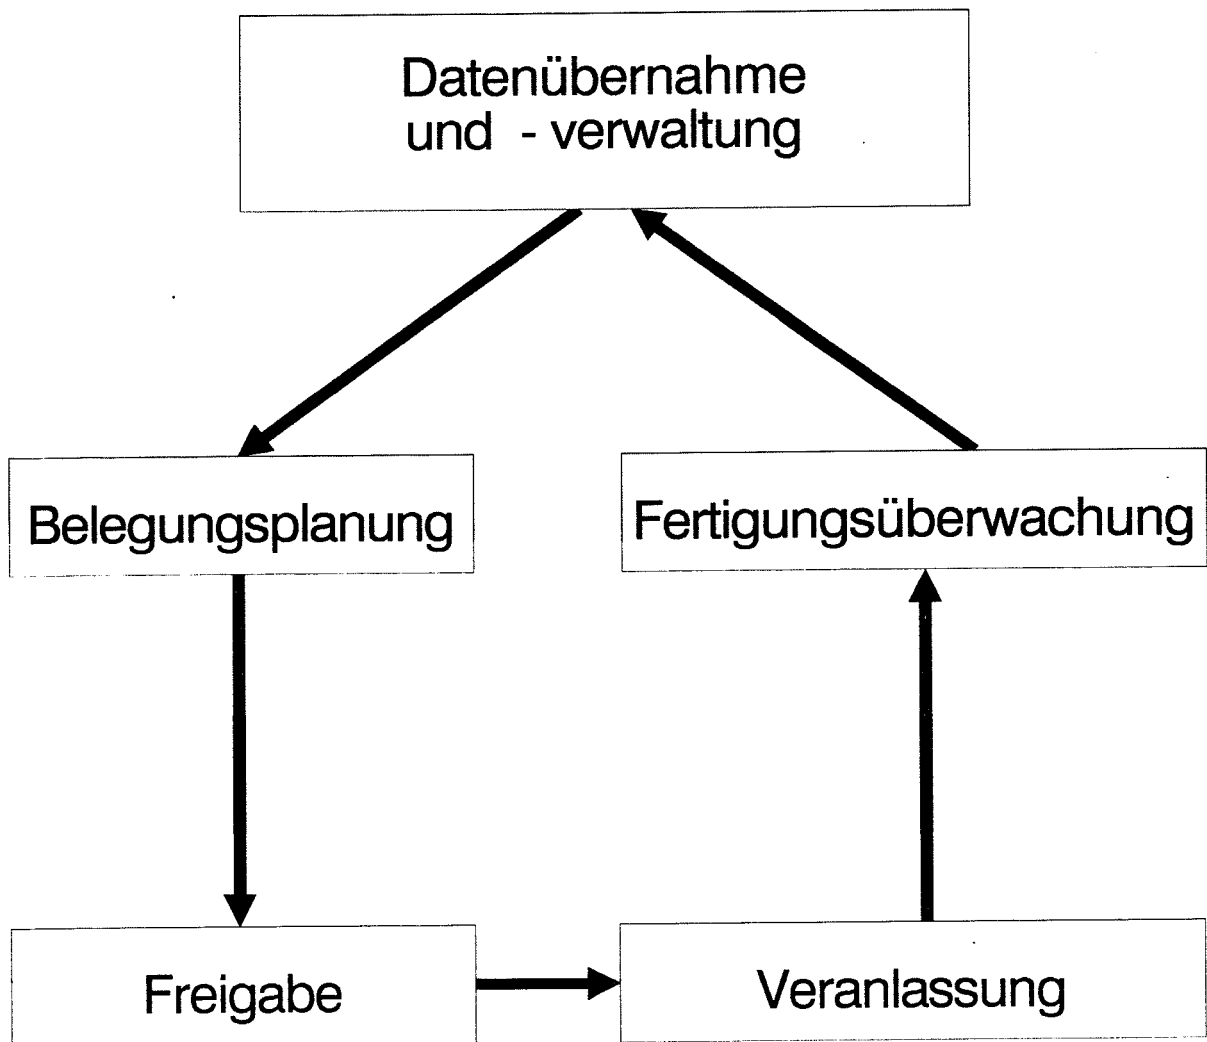 Datenübernahme
und - verwaltung
Belegungsplanung
Fertigungsüberwachung
Freigabe
Veranlassung